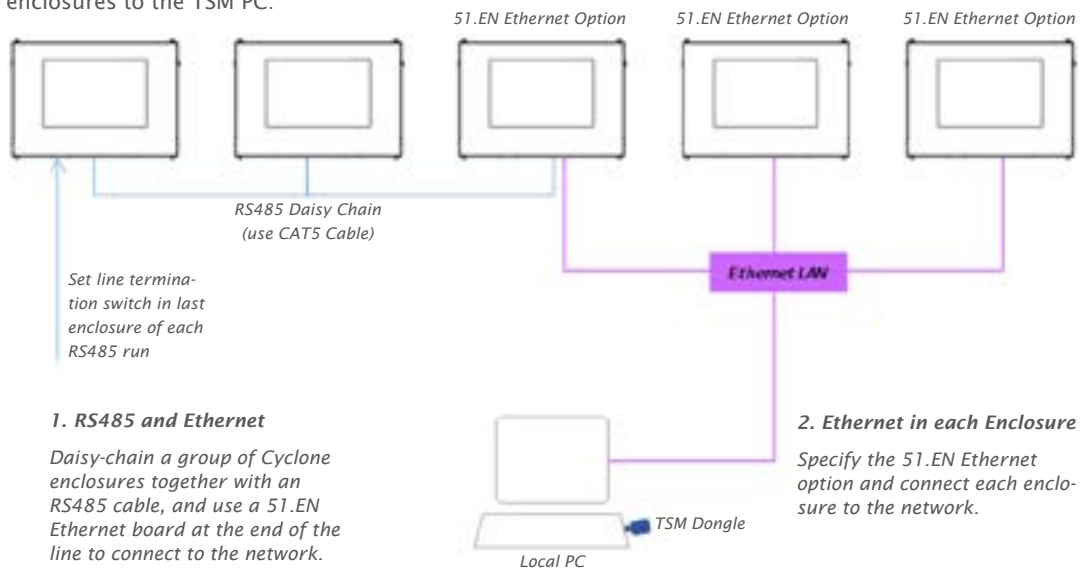 enclosures to the TSM PC.
51.EN Ethernet Option
51.EN Ethernet Option
51.EN Ethernet Option
RS485 Daisy Chain
(use CAT5 Cable)
Ethernet LAN
Set line termina-
tion switch in last
enclosure of each
RS485 run
1. RS485 and Ethernet
Daisy-chain a group of Cyclone
enclosures together with an
RS485 cable, and use a 51.EN
Ethernet board at the end of the
line to connect to the network.
2. Ethernet in each Enclosure
Specify the 51.EN Ethernet
option and connect each enclo-
sure to the network.
TSM Dongle
Local PC